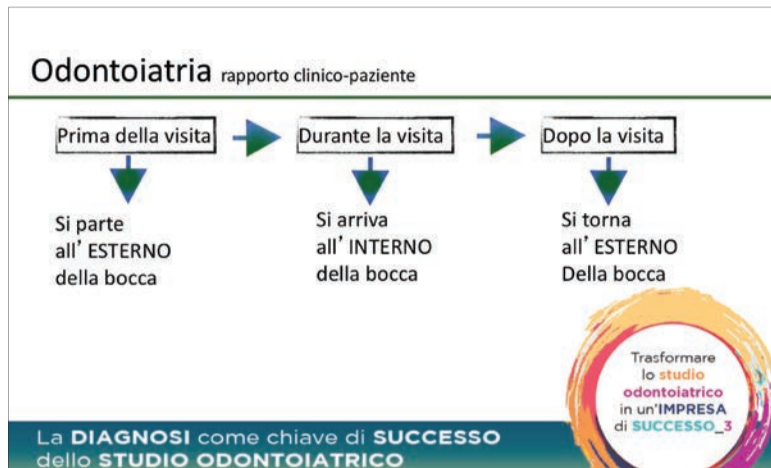 Odontoiatria rapporto clinico-paziente
Prima della visita
Durante la visita
Dopo la visita
Si parte
all' ESTERNO
della bocca
Si arriva
all' INTERNO
della bocca
Si torna
all' ESTERNO
Della bocca
Trasformare
lo studio
odontoiatrico
in un'IMPRESA
di SUCCESSO_3
La DIAGNOSI come chiave di SUCCESSO
dello STUDIO ODONTOIATRICO